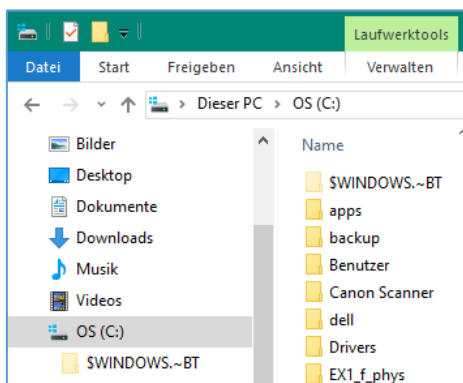 Laufwerktools
Datei Start Freigeben Ansicht Verwalten
Dieser PC OS (C:)
Bilder
Desktop
Dokumente
Downloads
Musik
Videos
OS (C:)
$WINDOWS.~BT
Name
$WINDOWS.~BT
apps
backup
Benutzer
Canon Scanner
dell
Drivers
EX1_f_phys